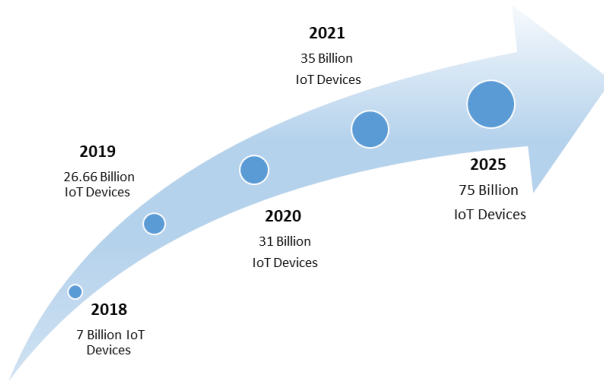 2021
35 Billion
IoT Devices
2019
26.66 Billion
IoT Devices
2025
75 Billion
IoT Devices
2020
31 Billion
IoT Devices
2018
7 Billion IoT
Devices